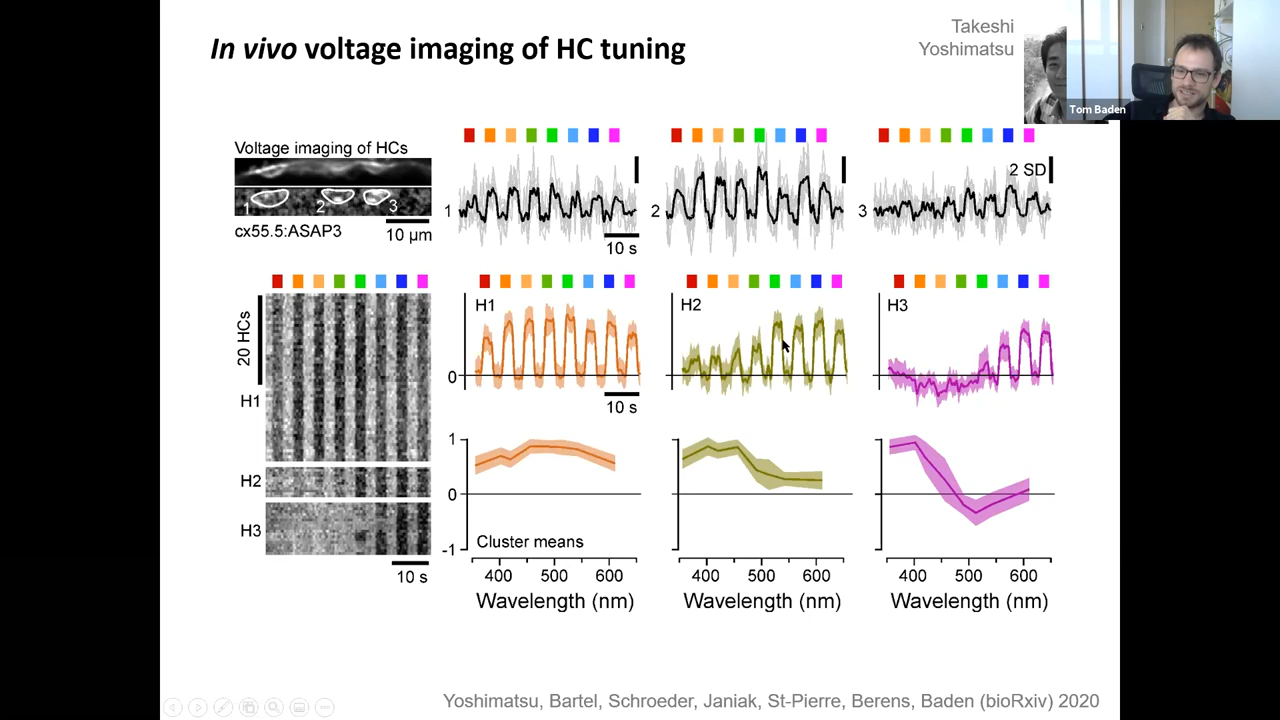 In vivo voltage imaging of HC tuning
Takeshi
Yoshimatsu
Tom Baden
Voltage imaging of HCs
1
2
3
cx55.5:ASAP3
10 µm
1
10 s
2
3
2 SD
20 HCs
H1
H2
H3
10 s
H1
0
10 s
H2
H3
1
0
-1
Cluster means
400 500 600
Wavelength (nm)
400 500 600
Wavelength (nm)
400 500 600
Wavelength (nm)
Yoshimatsu, Bartel, Schroeder, Janiak, St-Pierre, Berens, Baden (bioRxiv) 2020